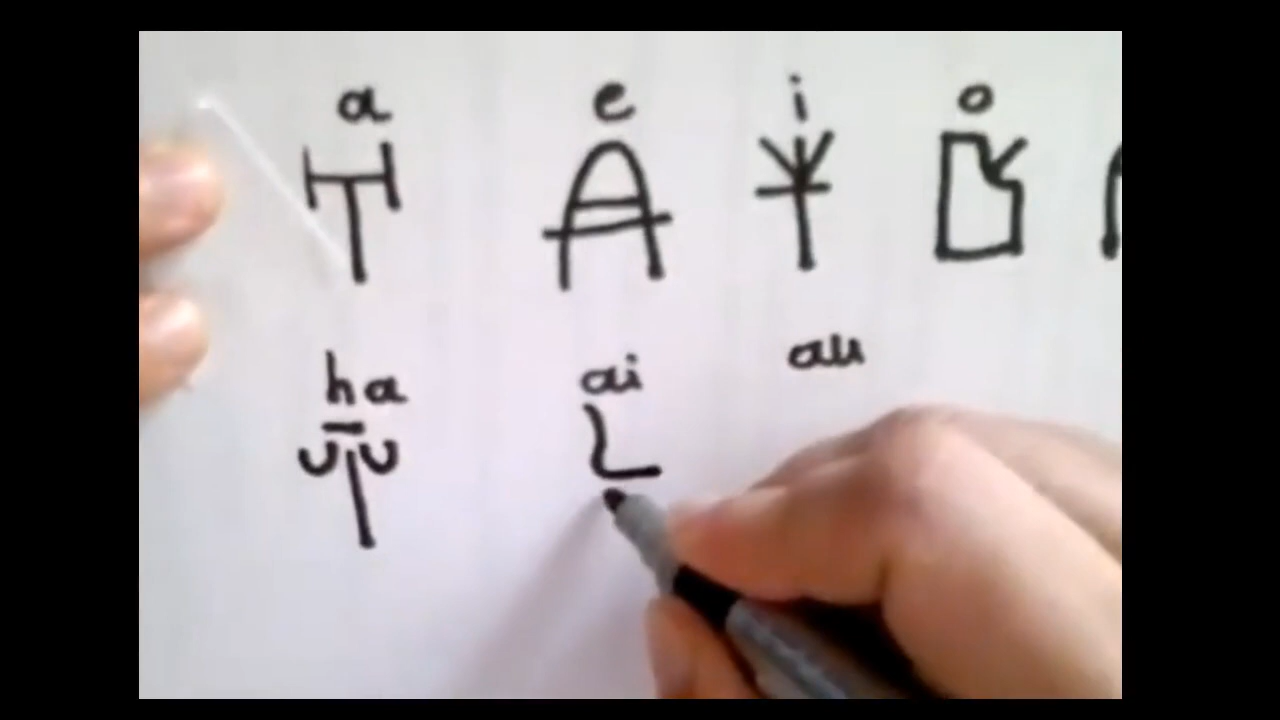 a e i o
𐀀 𐀁 𐀂 𐀃
ha ai au
𐁀